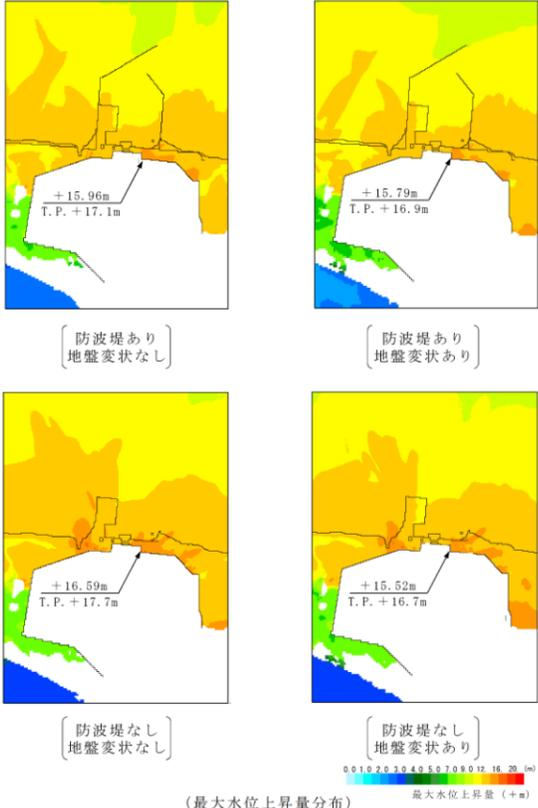 +15.96m
T.P.+17.1m
+15.79m
T.P.+16.9m
防波堤あり
地盤変状なし
防波堤あり
地盤変状あり
+16.59m
T.P.+17.7m
+15.52m
T.P.+16.7m
防波堤なし
地盤変状なし
防波堤なし
地盤変状あり
0.0 1.0 2.0 3.0 4.0 5.0 7.0 9.0 12. 16. 20. (m)
最大水位上昇量 (+m)
(最大水位上昇量分布)